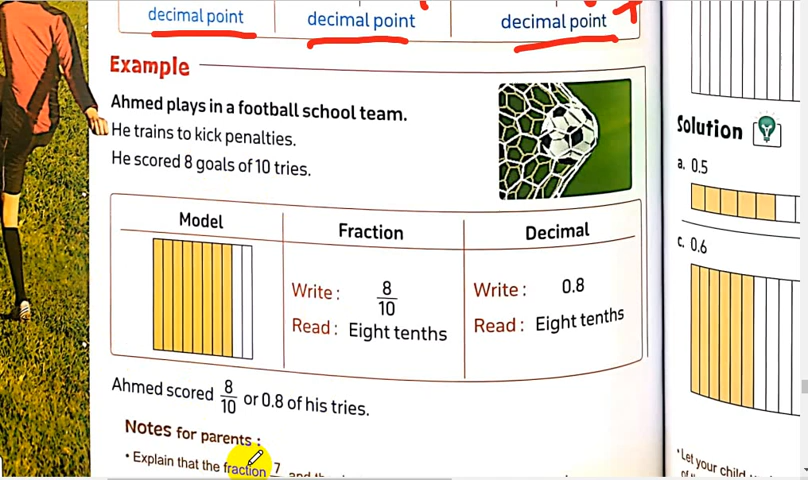 decimal point decimal point decimal point
Example
Ahmed plays in a football school team.
He trains to kick penalties.
He scored 8 goals of 10 tries.
Model Fraction Decimal
Write : 8/10 Write : 0.8
Read : Eight tenths Read : Eight tenths
Ahmed scored 8/10 or 0.8 of his tries.
Notes for parents :
• Explain that the fraction 7
Solution
a. 0.5
c. 0.6
• Let your child